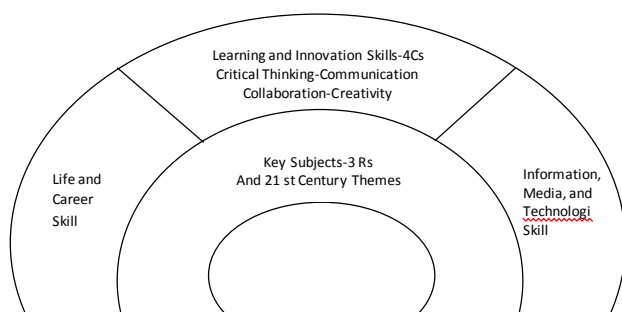 Learning and Innovation Skills-4Cs
Critical Thinking-Communication
Collaboration-Creativity
Key Subjects-3 Rs
And 21 st Century Themes
Life and
Career
Skill
Information,
Media, and
Technologi
Skill